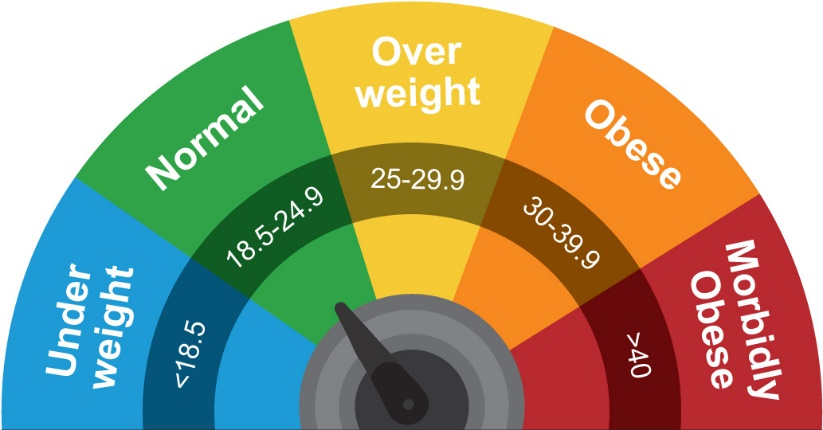 Under
weight
<18.5
Normal
18.5-24.9
Over
weight
25-29.9
Obese
30-39.9
Morbidly
Obese
>40